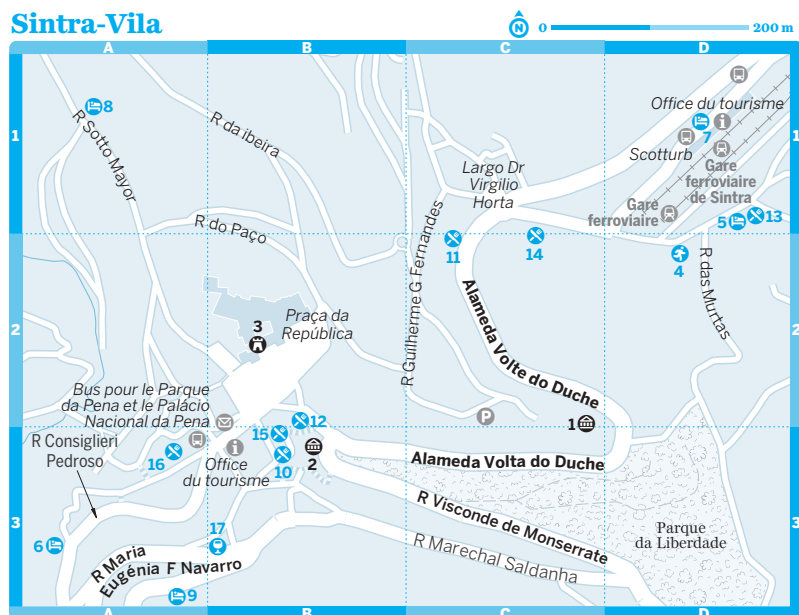 Sintra-Vila
N
0
200 m
A
B
C
D
1
1
2
2
3
3
A
B
C
D
8
R Sotto Mayor
R da ibeira
Office du tourisme
7
Scotturb
Gare
ferroviaire
de Sintra
Largo Dr
Virgilio
Horta
Gare
ferroviaire
5
13
R do Paço
R Guilherme G Fernandes
11
14
4
R das Murtas
Praça da
República
3
Alameda Volte do Duche
Bus pour le Parque
da Pena et le Palácio
Nacional da Pena
P
1
12
15
10
2
R Consiglieri
Pedroso
16
Office
du tourisme
Alameda Volta do Duche
R Visconde de Monserrate
Parque
da Liberdade
17
6
R Maria
Eugénia F Navarro
R Marechal Saldanha
9